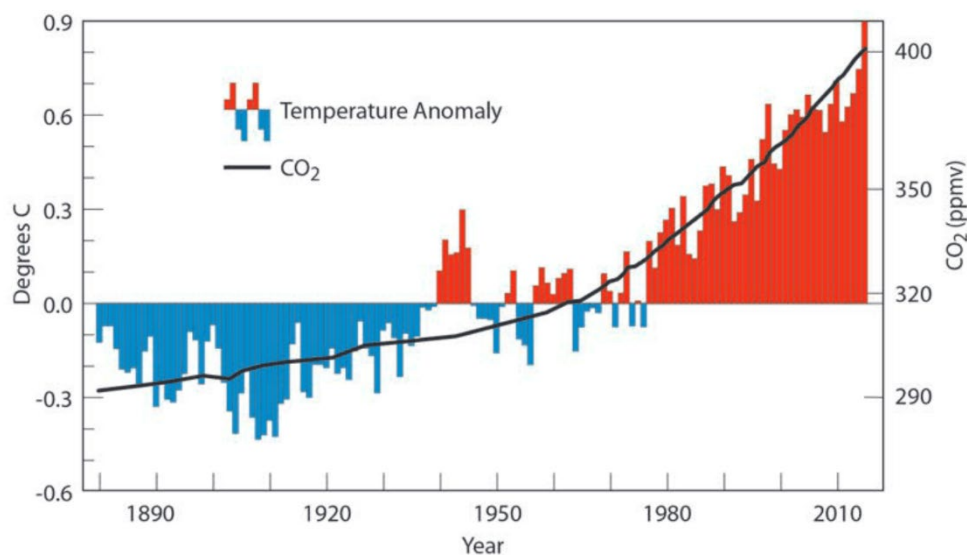 0.9
0.6
0.3
0.0
-0.3
-0.6
Degrees C
Temperature Anomaly
CO₂
400
350
320
290
CO₂ (ppmv)
1890 1920 1950 1980 2010
Year